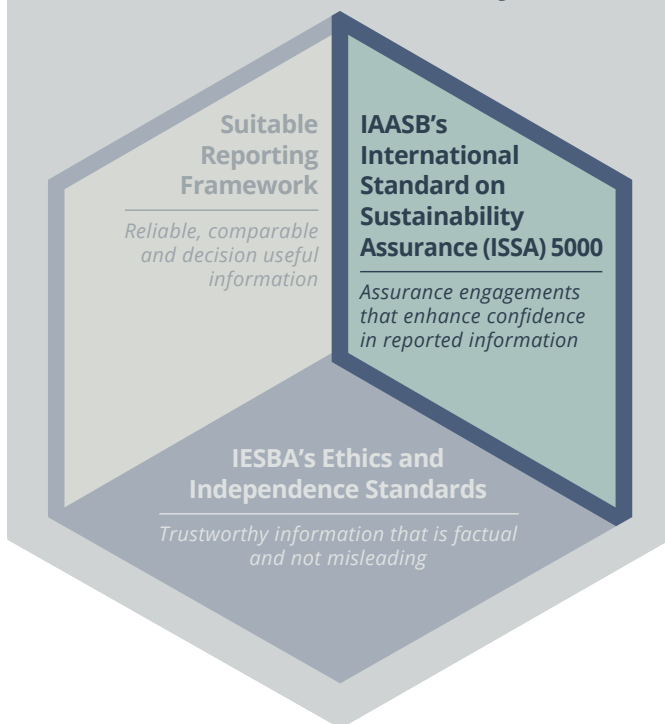 Suitable
Reporting
Framework
Reliable, comparable
and decision useful
information
IAASB’s
International
Standard on
Sustainability
Assurance (ISSA) 5000
Assurance engagements
that enhance confidence
in reported information
IESBA’s Ethics and
Independence Standards
Trustworthy information that is factual
and not misleading